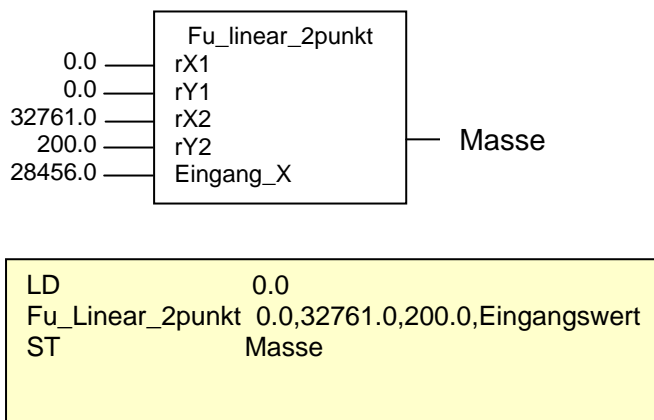 Fu_linear_2punkt
0.0 rX1
0.0 rY1
32761.0 rX2
200.0 rY2 Masse
28456.0 Eingang_X
LD 0.0
Fu_Linear_2punkt 0.0,32761.0,200.0,Eingangswert
ST Masse